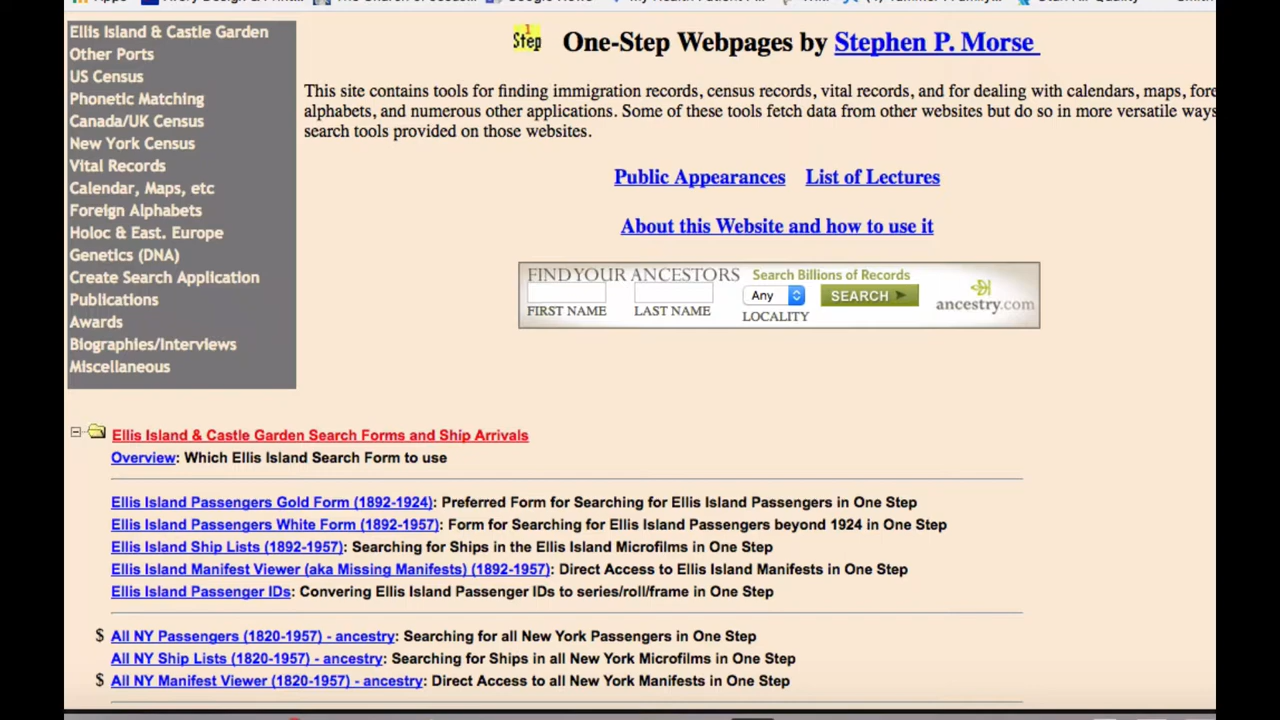 Apps
Google News
Ellis Island & Castle Garden
Other Ports
US Census
Phonetic Matching
Canada/UK Census
New York Census
Vital Records
Calendar, Maps, etc
Foreign Alphabets
Holoc & East. Europe
Genetics (DNA)
Create Search Application
Publications
Awards
Biographies/Interviews
Miscellaneous
1 Step
One-Step Webpages by Stephen P. Morse
This site contains tools for finding immigration records, census records, vital records, and for dealing with calendars, maps, fore
alphabets, and numerous other applications. Some of these tools fetch data from other websites but do so in more versatile ways
search tools provided on those websites.
Public Appearances List of Lectures
About this Website and how to use it
FIND YOUR ANCESTORS Search Billions of Records
Any SEARCH ancestry.com
FIRST NAME LAST NAME LOCALITY
Ellis Island & Castle Garden Search Forms and Ship Arrivals
Overview: Which Ellis Island Search Form to use
Ellis Island Passengers Gold Form (1892-1924): Preferred Form for Searching for Ellis Island Passengers in One Step
Ellis Island Passengers White Form (1892-1957): Form for Searching for Ellis Island Passengers beyond 1924 in One Step
Ellis Island Ship Lists (1892-1957): Searching for Ships in the Ellis Island Microfilms in One Step
Ellis Island Manifest Viewer (aka Missing Manifests) (1892-1957): Direct Access to Ellis Island Manifests in One Step
Ellis Island Passenger IDs: Convering Ellis Island Passenger IDs to series/roll/frame in One Step
$ All NY Passengers (1820-1957) - ancestry: Searching for all New York Passengers in One Step
All NY Ship Lists (1820-1957) - ancestry: Searching for Ships in all New York Microfilms in One Step
$ All NY Manifest Viewer (1820-1957) - ancestry: Direct Access to all New York Manifests in One Step